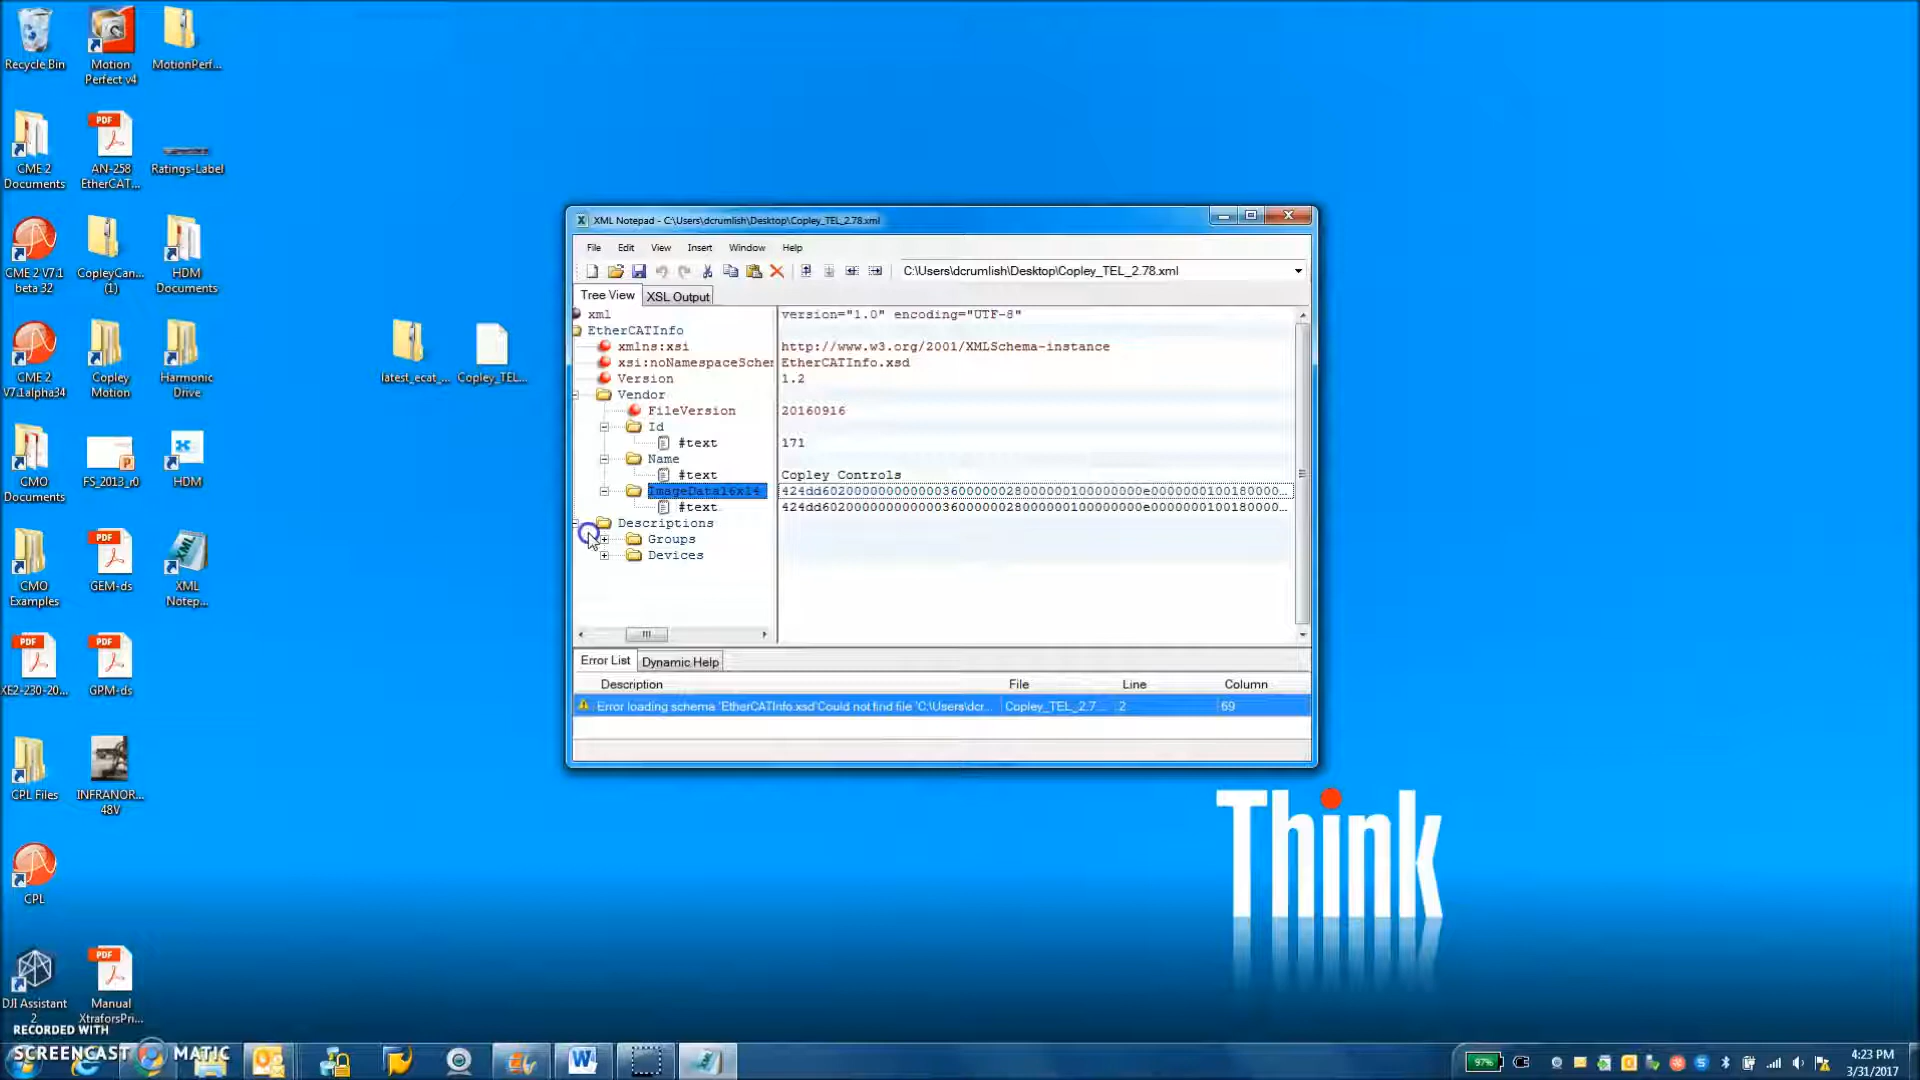 Recycle Bin
Motion
Perfect v4
MotionPerf...
CME 2
Documents
PDF
AN-258
EtherCAT...
Ratings-Label
CME 2 V7.1
beta 32
CopleyCan...
(1)
HDM
Documents
CME 2
V7.1alpha34
Copley
Motion
Harmonic
Drive
latest_ecat_...
Copley_TEL...
CMO
Documents
FS_2013_r0
HDM
CMO
Examples
PDF
GEM-ds
XML
XML
Notep...
PDF
XE2-230-20...
PDF
GPM-ds
CPL Files
INFRANOR...
48V
CPL
DJI Assistant
2
PDF
Manual
XtraforsPri...
XML Notepad - C:\Users\dcrumlish\Desktop\Copley_TEL_2.78.xml
File Edit View Insert Window Help
C:\Users\dcrumlish\Desktop\Copley_TEL_2.78.xml
Tree View XSL Output
xml version="1.0" encoding="UTF-8"
EtherCATInfo
xmlns:xsi http://www.w3.org/2001/XMLSchema-instance
xsi:noNamespaceSchem EtherCATInfo.xsd
Version 1.2
Vendor
FileVersion 20160916
Id
#text 171
Name
#text Copley Controls
ImageData16x14
#text
Descriptions
Groups
Devices
Error List Dynamic Help
Description File Line Column
Error loading schema 'EtherCATInfo.xsd'Could not find file 'C:\Users\dcr... Copley_TEL_2.7... 2 69
Think
RECORDED WITH
SCREENCAST MATIC
97%
4:23 PM
3/31/2017